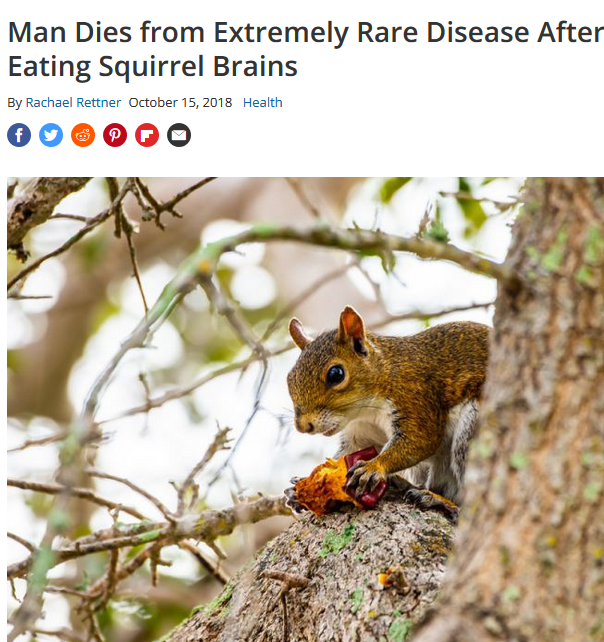 Man Dies from Extremely Rare Disease After
Eating Squirrel Brains
By Rachael Rettner October 15, 2018 Health